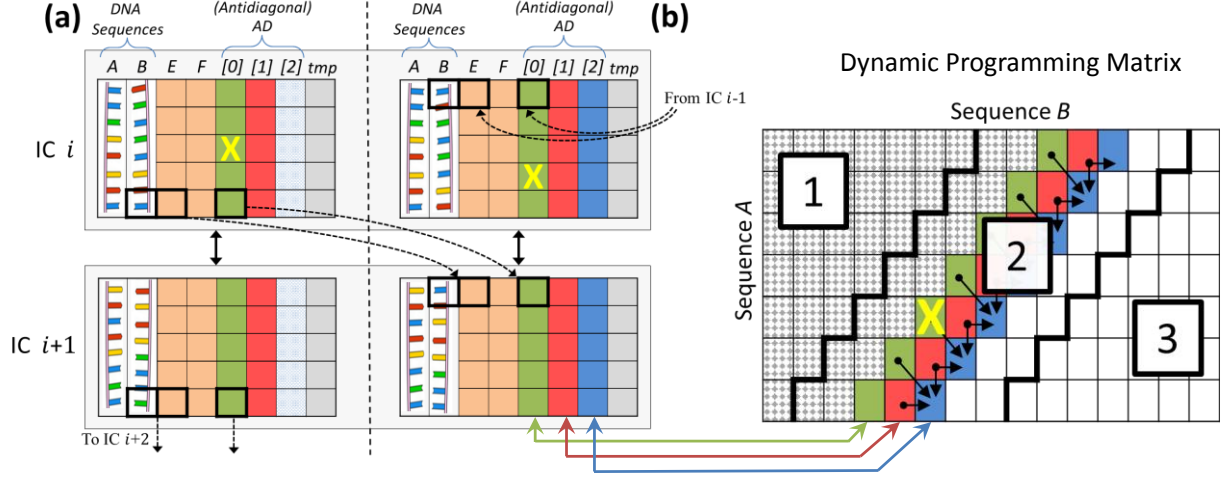 (a)
DNA
Sequences
(Antidiagonal)
AD
A B E F [0] [1] [2] tmp
DNA
Sequences
(Antidiagonal)
AD
A B E F [0] [1] [2] tmp
IC i
X
X
From IC i-1
IC i+1
To IC i+2
(b)
Dynamic Programming Matrix
Sequence B
Sequence A
1
2
X
3